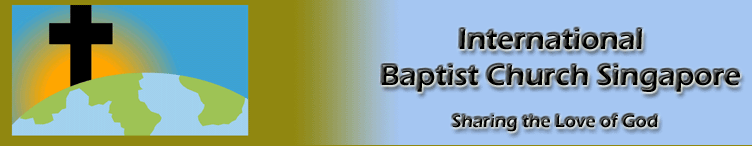 International
Baptist Church Singapore
Sharing the Love of God